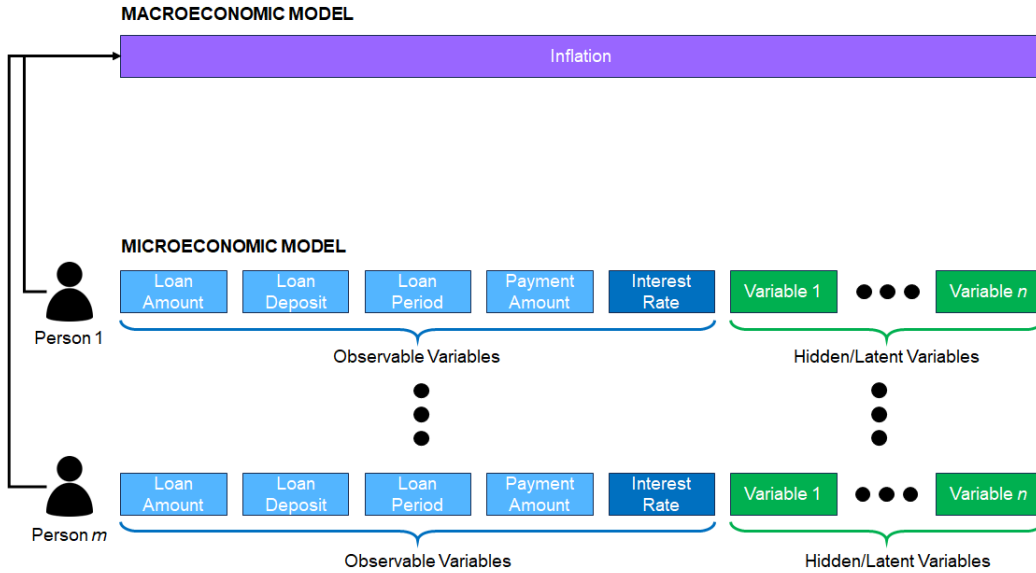 MACROECONOMIC MODEL
Inflation
MICROECONOMIC MODEL
Loan
Amount
Loan
Deposit
Loan
Period
Payment
Amount
Interest
Rate
Variable 1
Variable n
Person 1
Observable Variables
Hidden/Latent Variables
Loan
Amount
Loan
Deposit
Loan
Period
Payment
Amount
Interest
Rate
Variable 1
Variable n
Person m
Observable Variables
Hidden/Latent Variables